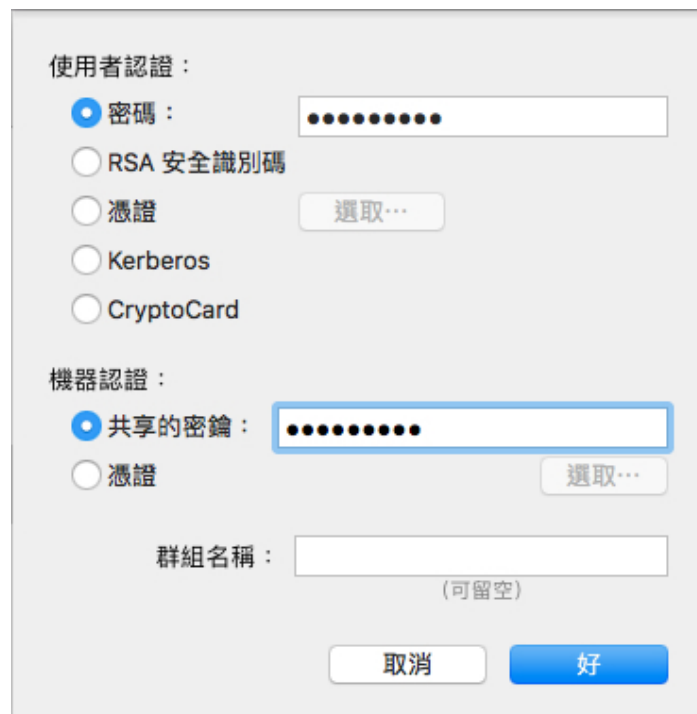 使用者認證：
密碼： •••••••••
RSA 安全識別碼
憑證 選取⋯
Kerberos
CryptoCard
機器認證：
共享的密鑰： •••••••••
憑證 選取⋯
群組名稱：
(可留空)
取消 好